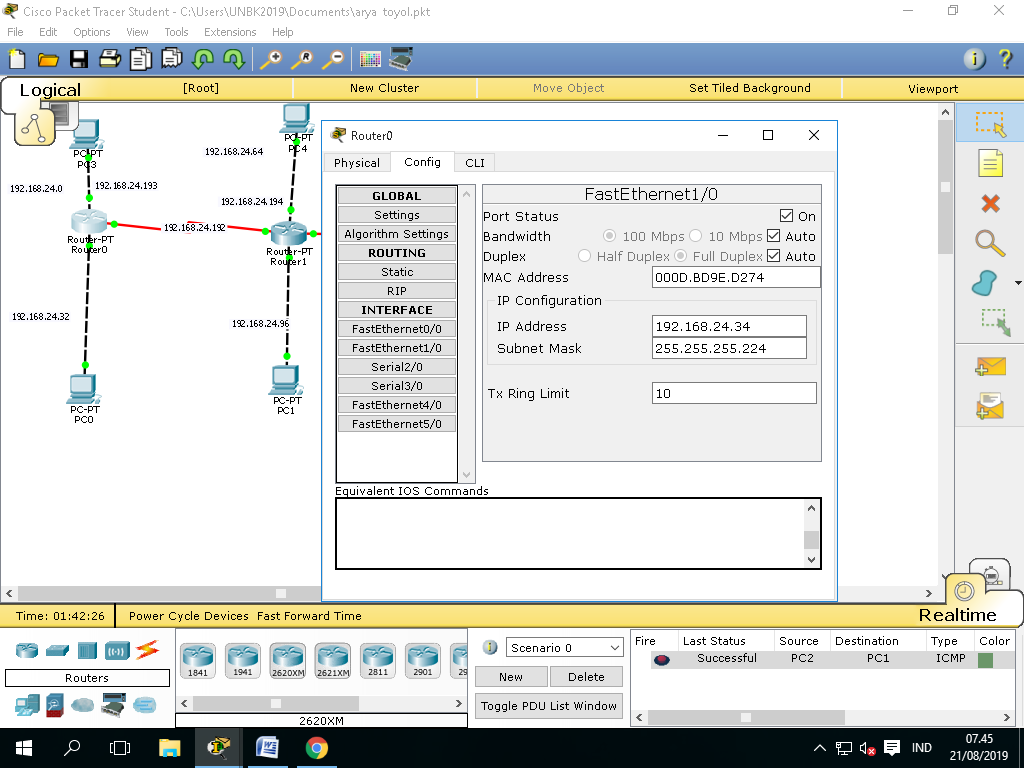 Cisco Packet Tracer Student - C:\Users\UNBK2019\Documents\arya toyol.pkt
File Edit Options View Tools Extensions Help
Logical [Root] New Cluster Move Object Set Tiled Background Viewport
PC-PT
PC3
PC-PT
PC4
192.168.24.64
192.168.24.0
192.168.24.193
192.168.24.194
192.168.24.192
Router-PT
Router0
Router-PT
Router1
192.168.24.32
192.168.24.96
PC-PT
PC0
PC-PT
PC1
Router0
Physical Config CLI
GLOBAL
Settings
Algorithm Settings
ROUTING
Static
RIP
INTERFACE
FastEthernet0/0
FastEthernet1/0
Serial2/0
Serial3/0
FastEthernet4/0
FastEthernet5/0
FastEthernet1/0
Port Status On
Bandwidth 100 Mbps 10 Mbps Auto
Duplex Half Duplex Full Duplex Auto
MAC Address 000D.BD9E.D274
IP Configuration
IP Address 192.168.24.34
Subnet Mask 255.255.255.224
Tx Ring Limit 10
Equivalent IOS Commands
Time: 01:42:26 Power Cycle Devices Fast Forward Time Realtime
Routers
1841 1941 2620XM 2621XM 2811 2901 29
2620XM
Scenario 0
New Delete
Toggle PDU List Window
Fire Last Status Source Destination Type Color
Successful PC2 PC1 ICMP
IND
07.45
21/08/2019